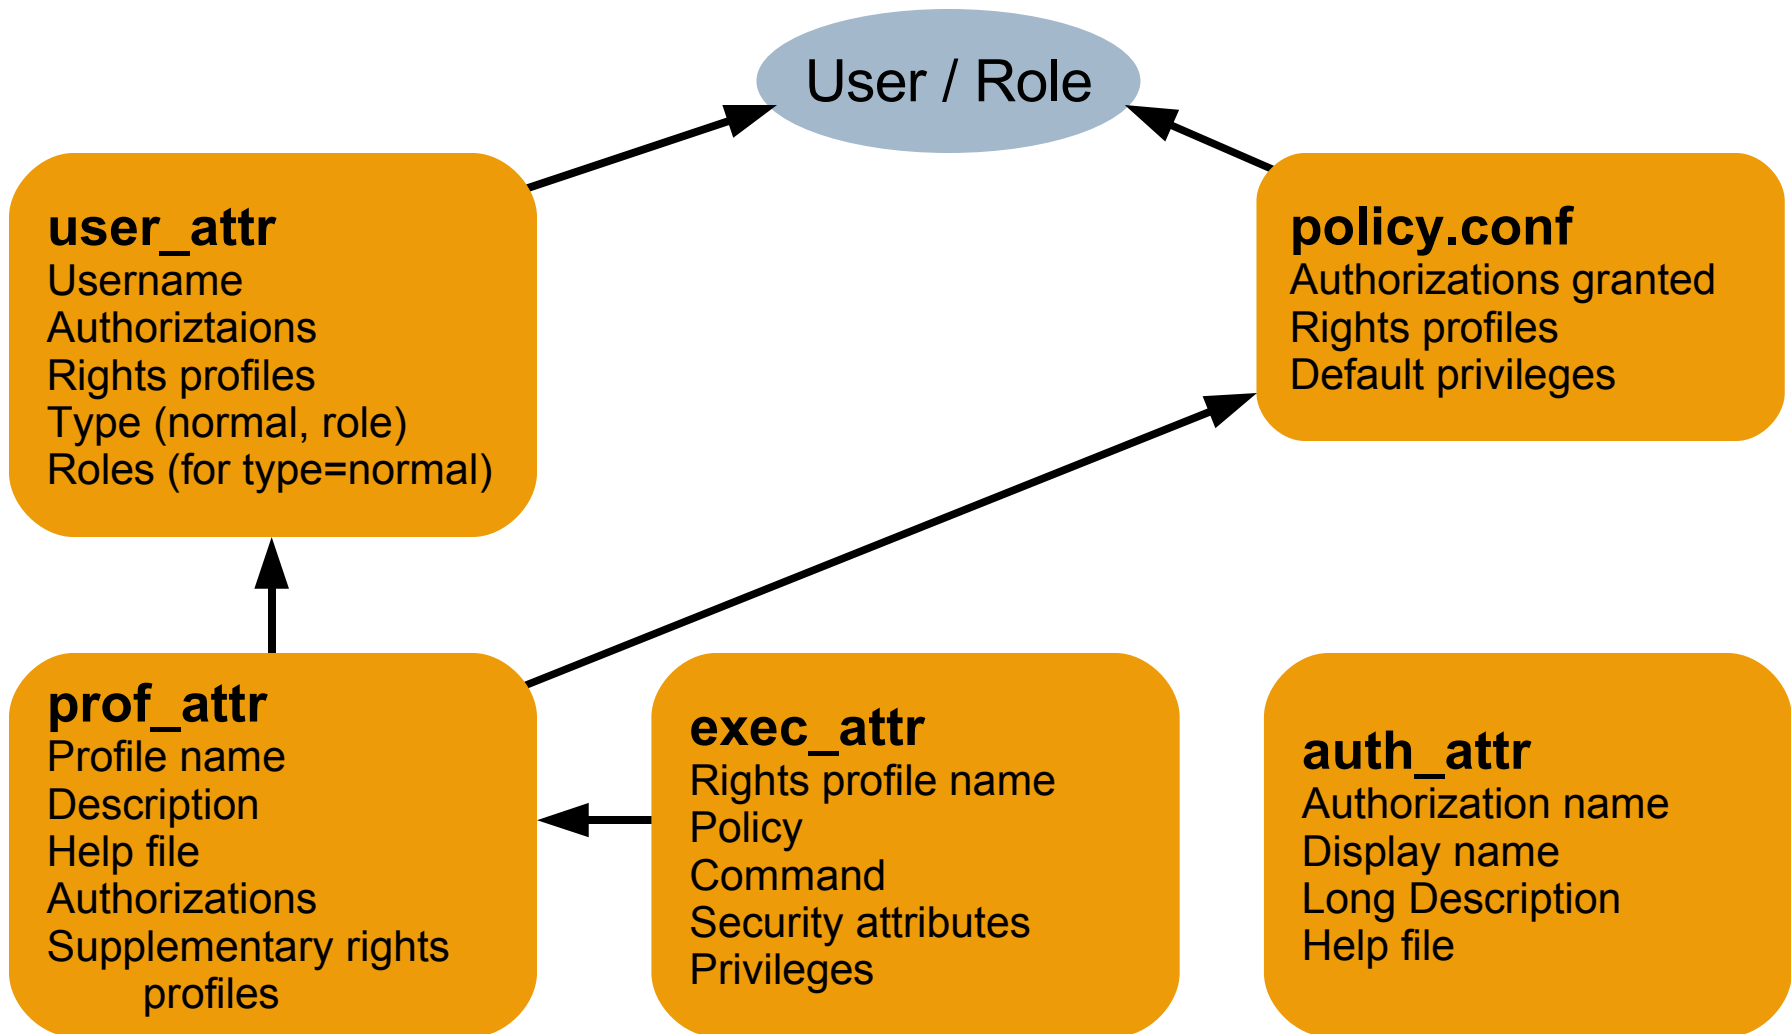 User / Role
user_attr
Username
Authoriztaions
Rights profiles
Type (normal, role)
Roles (for type=normal)
policy.conf
Authorizations granted
Rights profiles
Default privileges
prof_attr
Profile name
Description
Help file
Authorizations
Supplementary rights
profiles
exec_attr
Rights profile name
Policy
Command
Security attributes
Privileges
auth_attr
Authorization name
Display name
Long Description
Help file